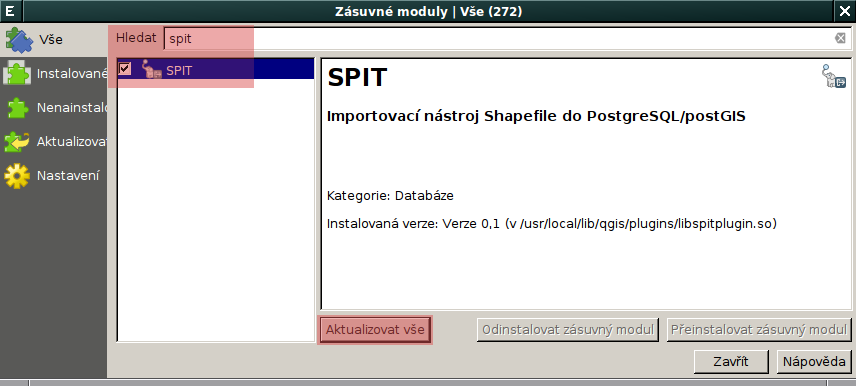 E
Zásuvné moduly | Vše (272)
Vše
Instalované
Nenainstalo
Aktualizovat
Nastavení
Hledat spit
SPIT
SPIT
Importovací nástroj Shapefile do PostgreSQL/postGIS
Kategorie: Databáze
Instalovaná verze: Verze 0,1 (v /usr/local/lib/qgis/plugins/libspitplugin.so)
Aktualizovat vše
Odinstalovat zásuvný modul
Přeinstalovat zásuvný modul
Zavřít
Nápověda